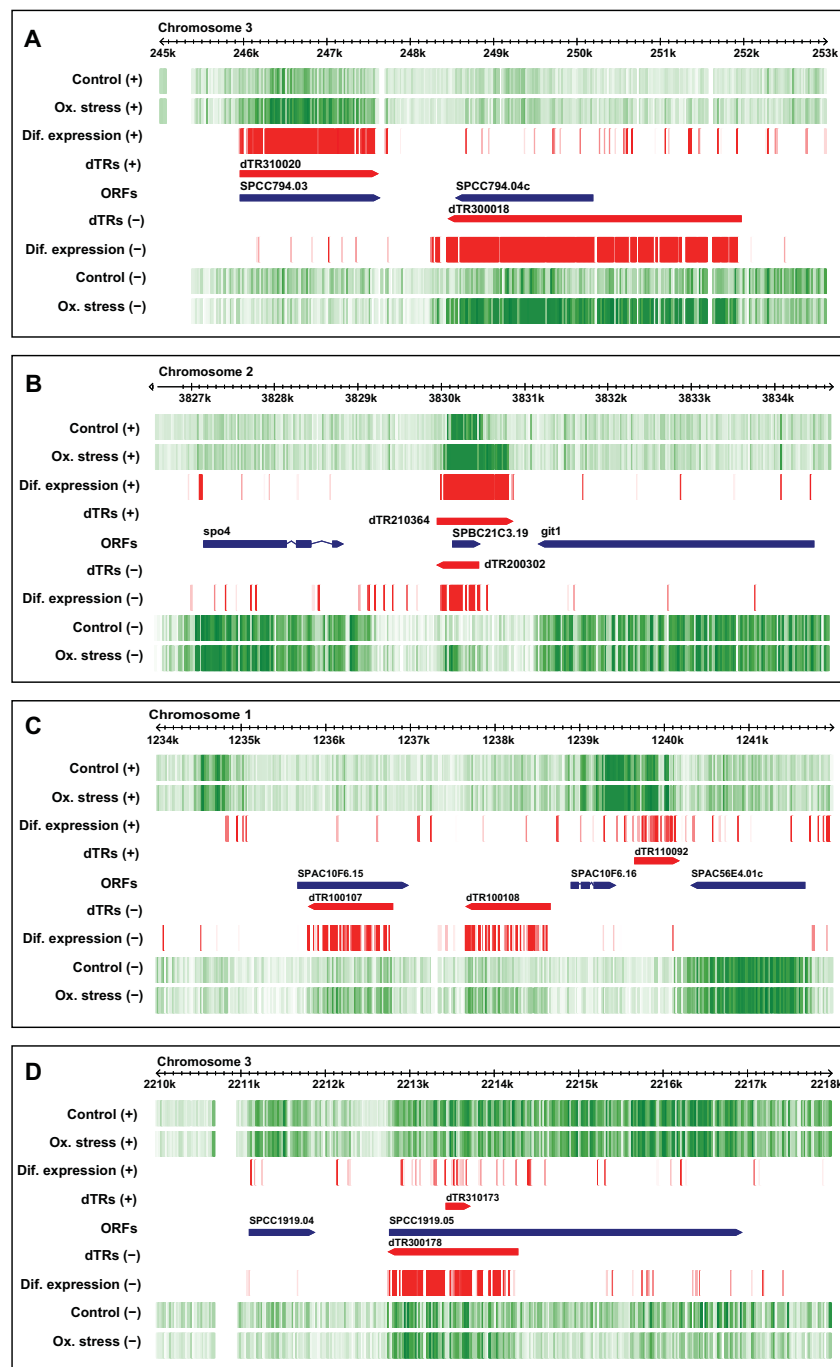 A
Chromosome 3
245k 246k 247k 248k 249k 250k 251k 252k 253k
Control (+)
Ox. stress (+)
Dif. expression (+)
dTRs (+) dTR310020
ORFs SPCC794.03 SPCC794.04c
dTRs (−) dTR300018
Dif. expression (−)
Control (−)
Ox. stress (−)
B
Chromosome 2
3827k 3828k 3829k 3830k 3831k 3832k 3833k 3834k
Control (+)
Ox. stress (+)
Dif. expression (+)
dTRs (+) dTR210364
ORFs spo4 SPBC21C3.19 git1
dTRs (−) dTR200302
Dif. expression (−)
Control (−)
Ox. stress (−)
C
Chromosome 1
1234k 1235k 1236k 1237k 1238k 1239k 1240k 1241k
Control (+)
Ox. stress (+)
Dif. expression (+)
dTRs (+) dTR110092
ORFs SPAC10F6.15 SPAC10F6.16 SPAC56E4.01c
dTRs (−) dTR100107 dTR100108
Dif. expression (−)
Control (−)
Ox. stress (−)
D
Chromosome 3
2210k 2211k 2212k 2213k 2214k 2215k 2216k 2217k 2218k
Control (+)
Ox. stress (+)
Dif. expression (+)
dTRs (+) dTR310173
ORFs SPCC1919.04 SPCC1919.05
dTRs (−) dTR300178
Dif. expression (−)
Control (−)
Ox. stress (−)